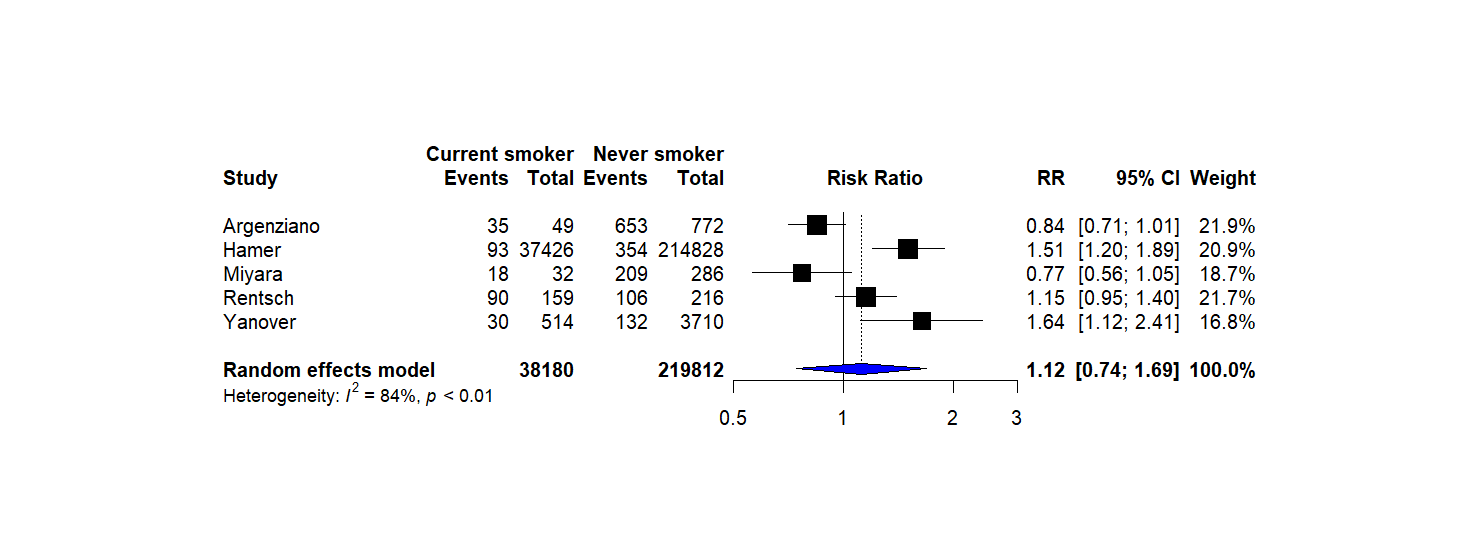 Current smoker Never smoker
Study Events Total Events Total Risk Ratio RR 95% CI Weight
Argenziano 35 49 653 772 0.84 [0.71; 1.01] 21.9%
Hamer 93 37426 354 214828 1.51 [1.20; 1.89] 20.9%
Miyara 18 32 209 286 0.77 [0.56; 1.05] 18.7%
Rentsch 90 159 106 216 1.15 [0.95; 1.40] 21.7%
Yanover 30 514 132 3710 1.64 [1.12; 2.41] 16.8%
Random effects model 38180 219812 1.12 [0.74; 1.69] 100.0%
Heterogeneity: I² = 84%, p < 0.01
0.5 1 2 3